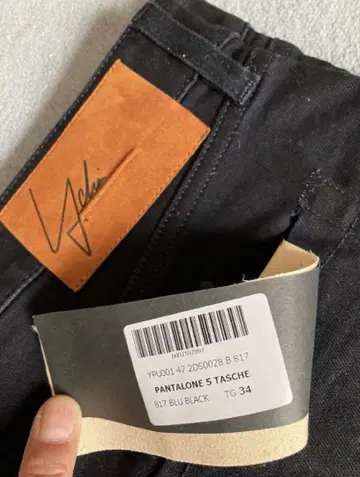 YPU001 47 2DS0028 B 817
PANTALONE 5 TASCHE
817 BLU BLACK TG 34